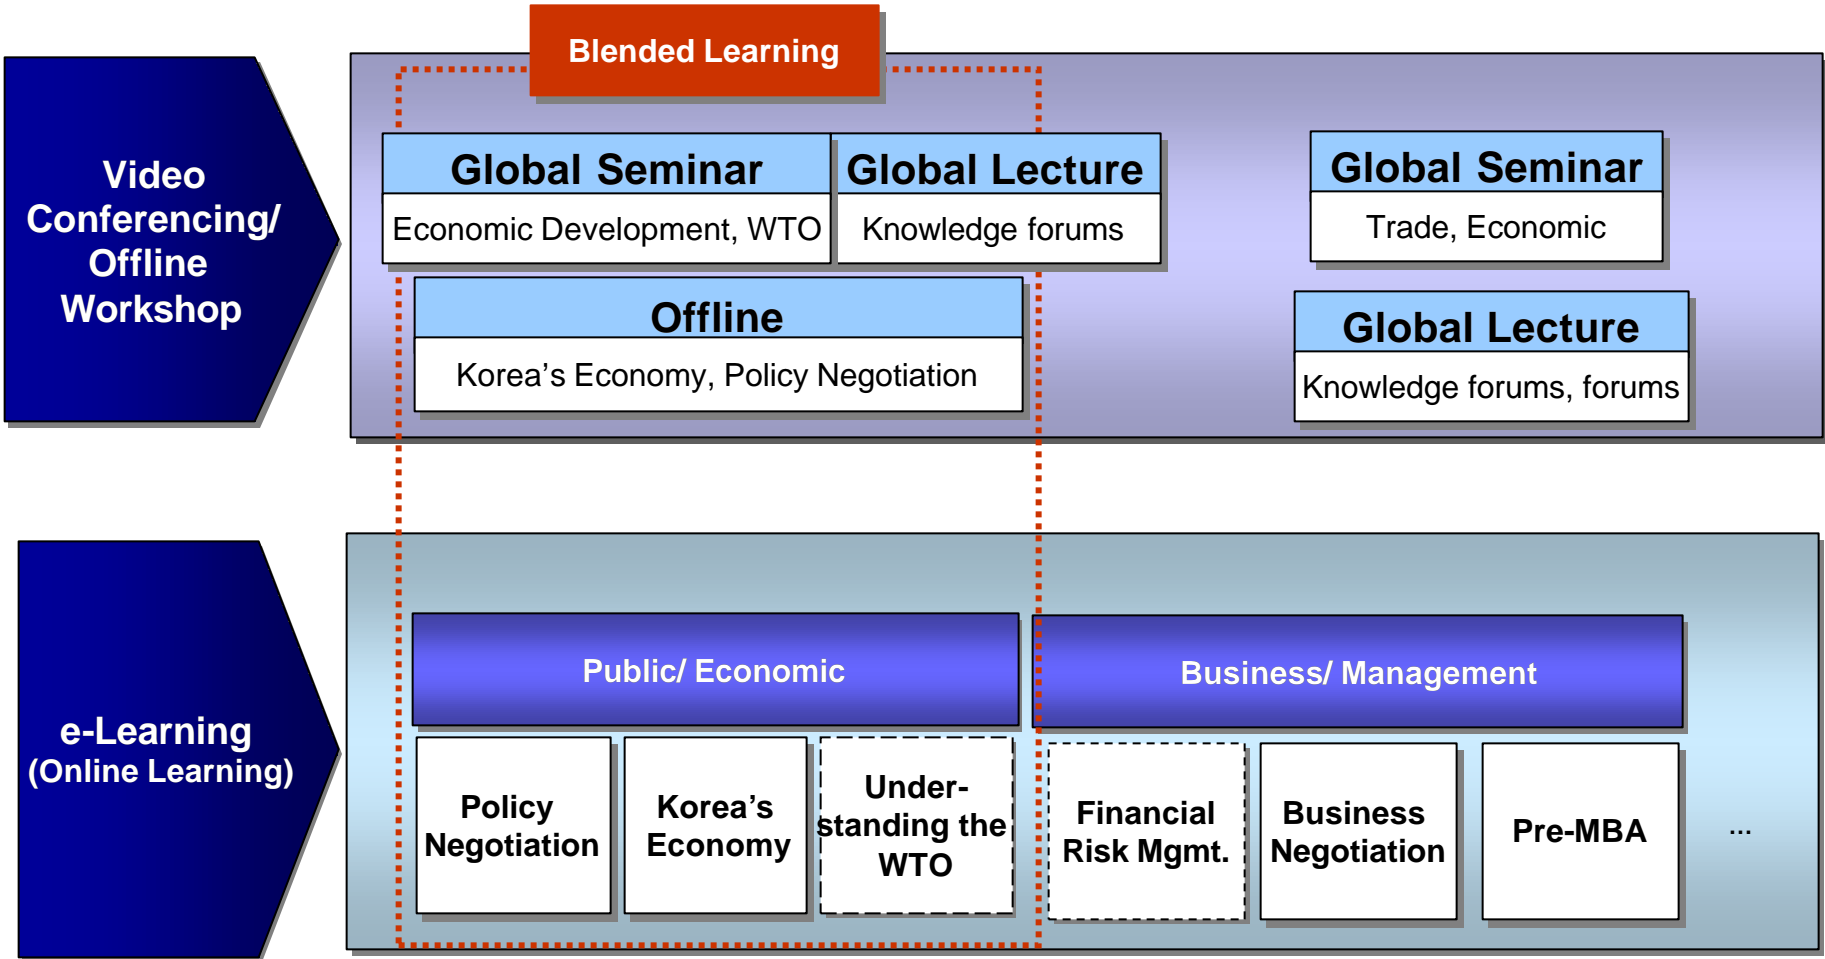 Blended Learning
Video
Conferencing/
Offline
Workshop
Global Seminar
Economic Development, WTO
Global Lecture
Knowledge forums
Offline
Korea’s Economy, Policy Negotiation
Global Seminar
Trade, Economic
Global Lecture
Knowledge forums, forums
e-Learning
(Online Learning)
Public/ Economic
Policy
Negotiation
Korea’s
Economy
Under-
standing the
WTO
Business/ Management
Financial
Risk Mgmt.
Business
Negotiation
Pre-MBA
...